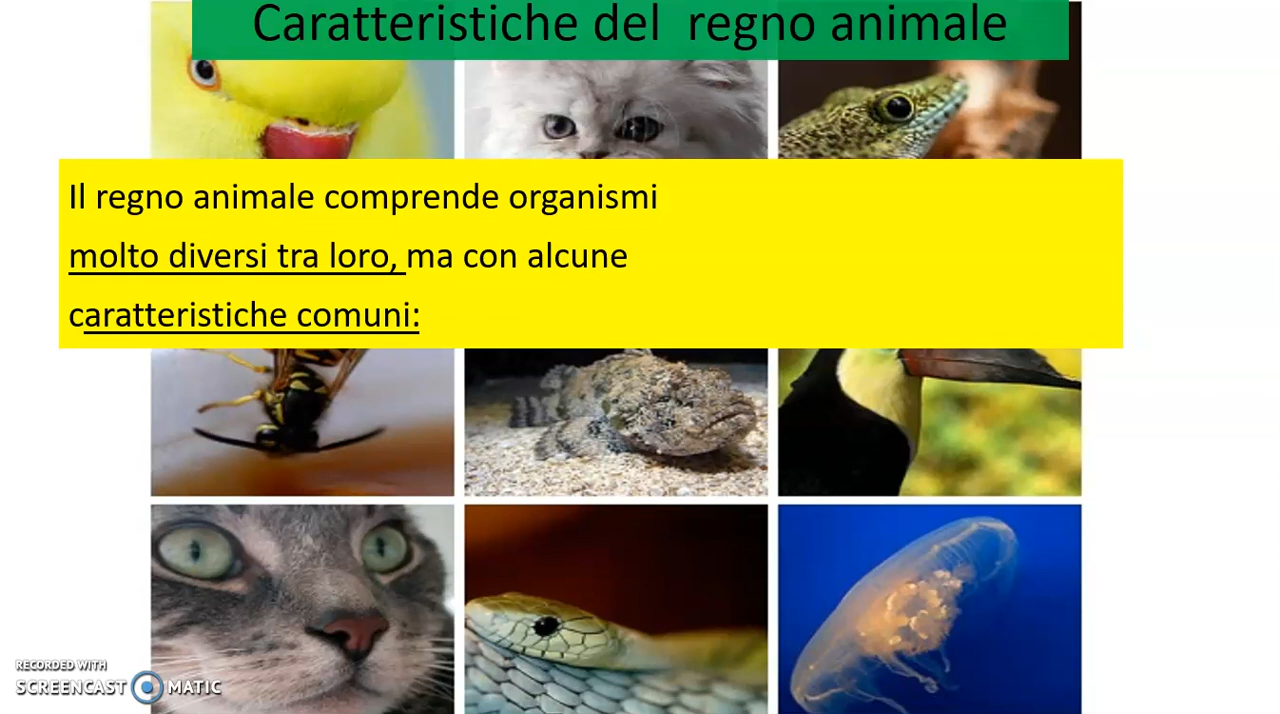 Caratteristiche del regno animale
Il regno animale comprende organismi
molto diversi tra loro, ma con alcune
caratteristiche comuni:
RECORDED WITH
SCREENCAST MATIC